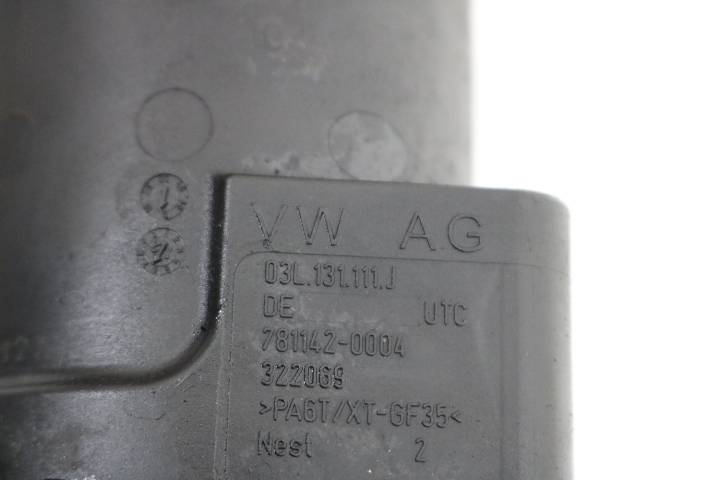 VW AG
03L.131.111.J
DE UTC
781142-0004
322069
>PA6T/XT-GF35<
Nest 2